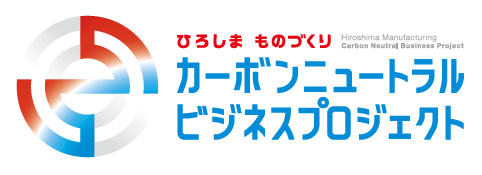 ひろしま ものづくり
Hiroshima Manufacturing
Carbon Neutral Business Project
カーボンニュートラル
ビジネスプロジェクト